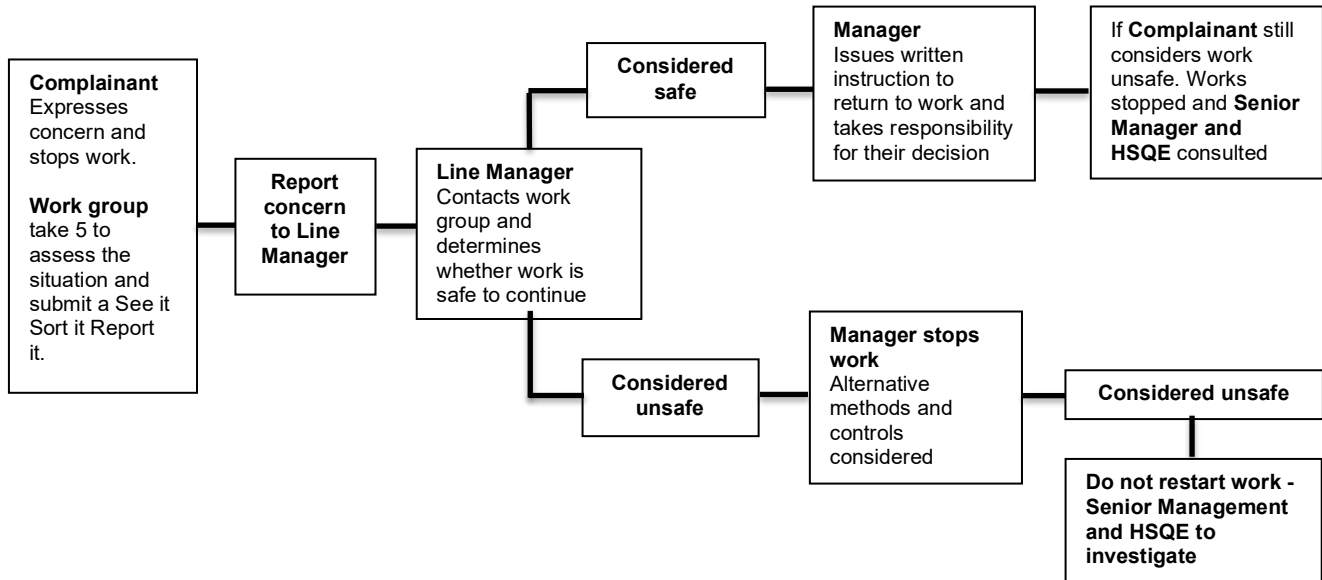 Complainant
Expresses
concern and
stops work.
Work group
take 5 to
assess the
situation and
submit a See it
Sort it Report
it.
Report
concern
to Line
Manager
Line Manager
Contacts work
group and
determines
whether work is
safe to continue
Considered
safe
Manager
Issues written
instruction to
return to work and
takes responsibility
for their decision
If Complainant still
considers work
unsafe. Works
stopped and Senior
Manager and
HSQE consulted
Considered
unsafe
Manager stops
work
Alternative
methods and
controls
considered
Considered unsafe
Do not restart work -
Senior Management
and HSQE to
investigate